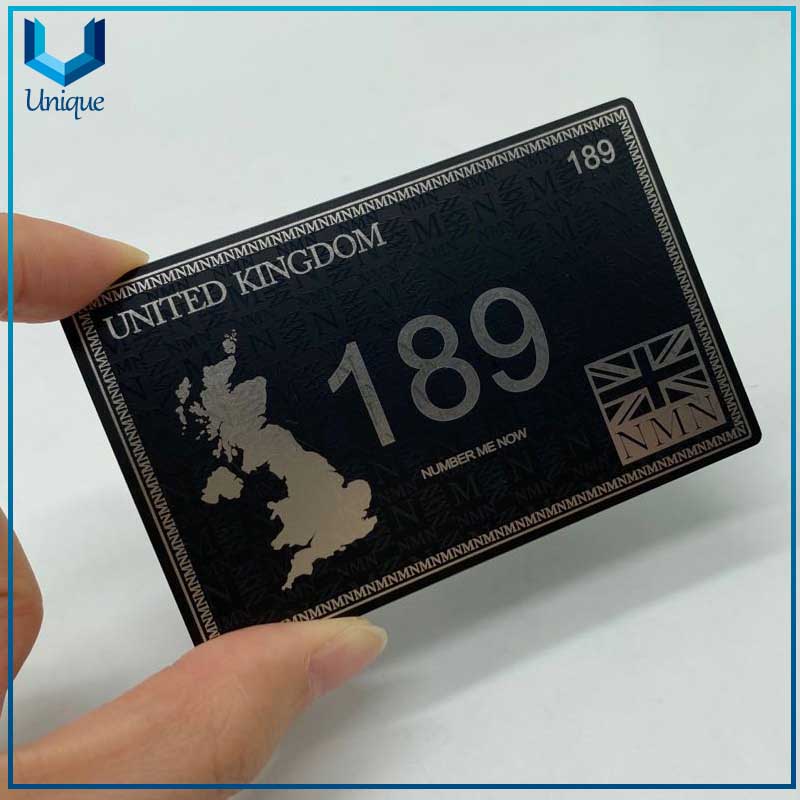 Unique
189
UNITED KINGDOM
189
NUMBER ME NOW
NMN